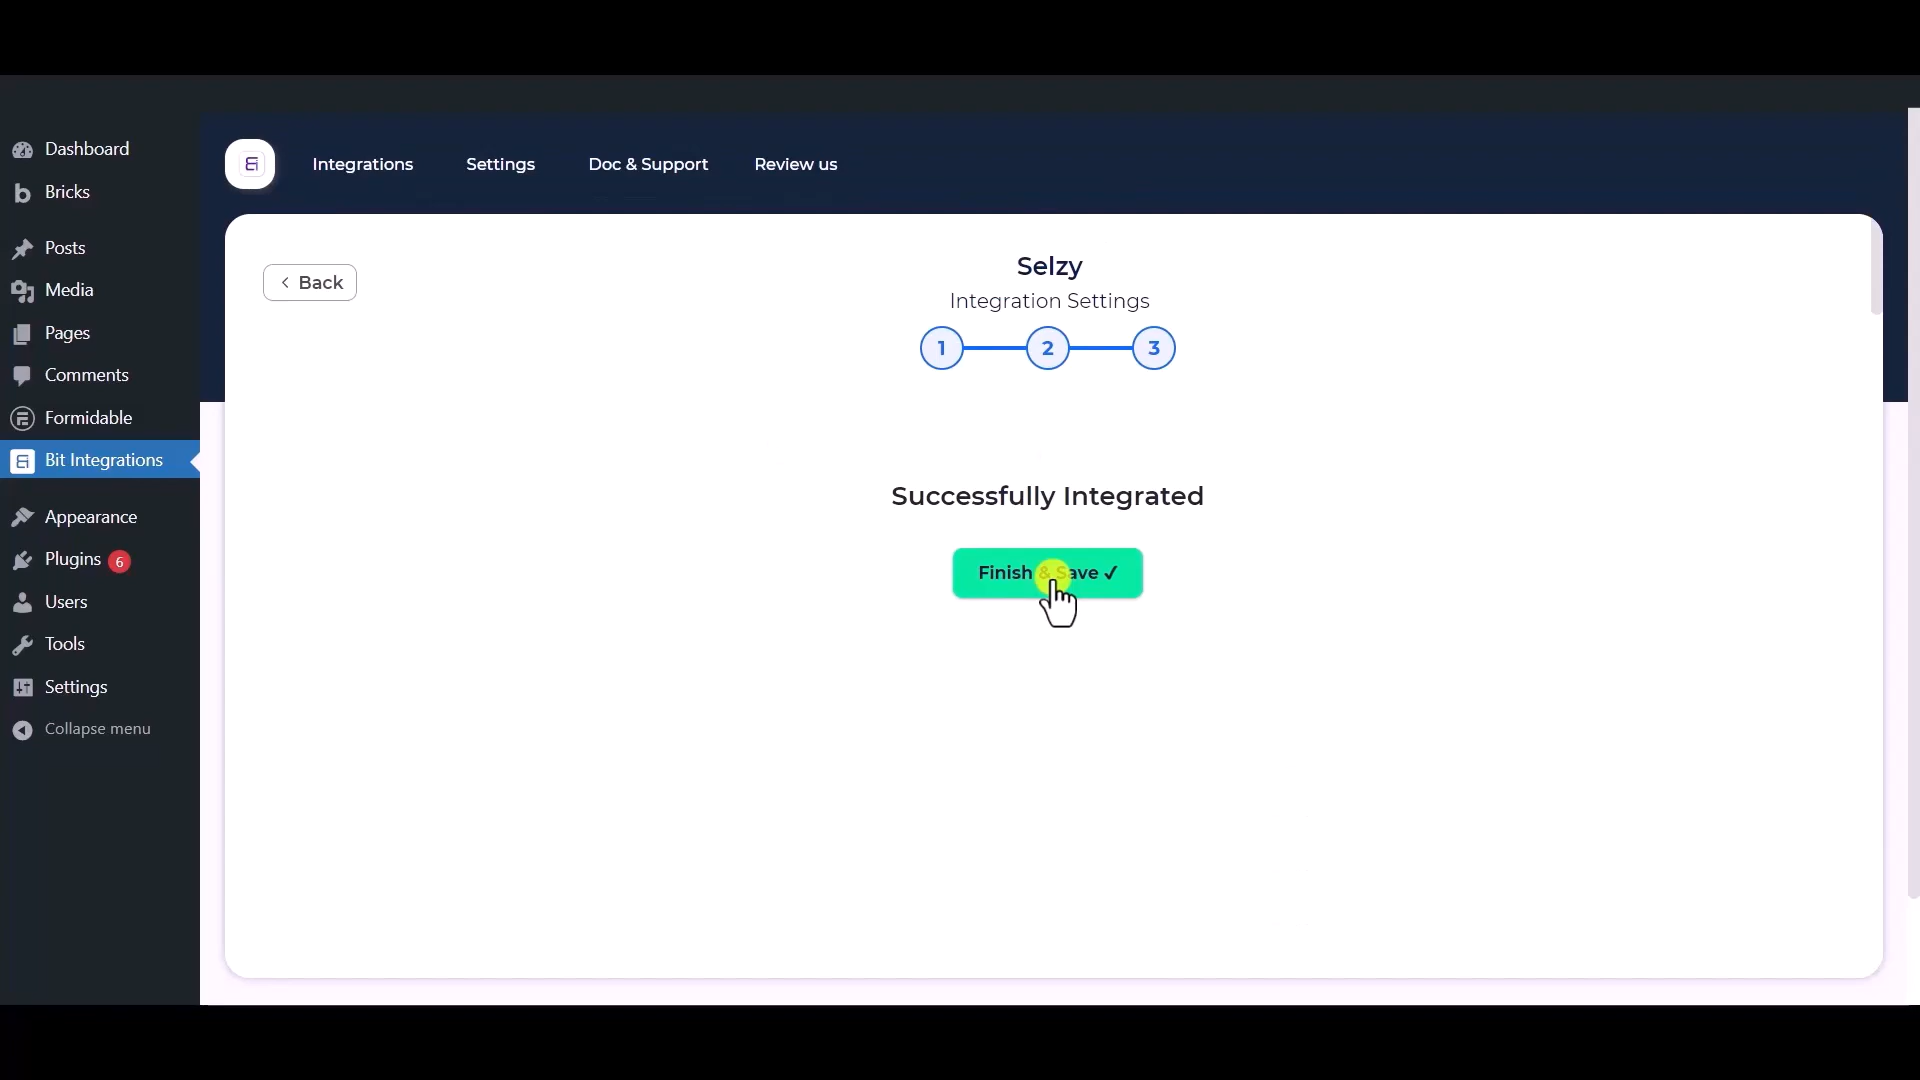 Dashboard
Bricks
Posts
Media
Pages
Comments
Formidable
Bit Integrations
Appearance
Plugins 6
Users
Tools
Settings
Collapse menu
Integrations Settings Doc & Support Review us
< Back
Selzy
Integration Settings
1 2 3
Successfully Integrated
Finish & Save ✓